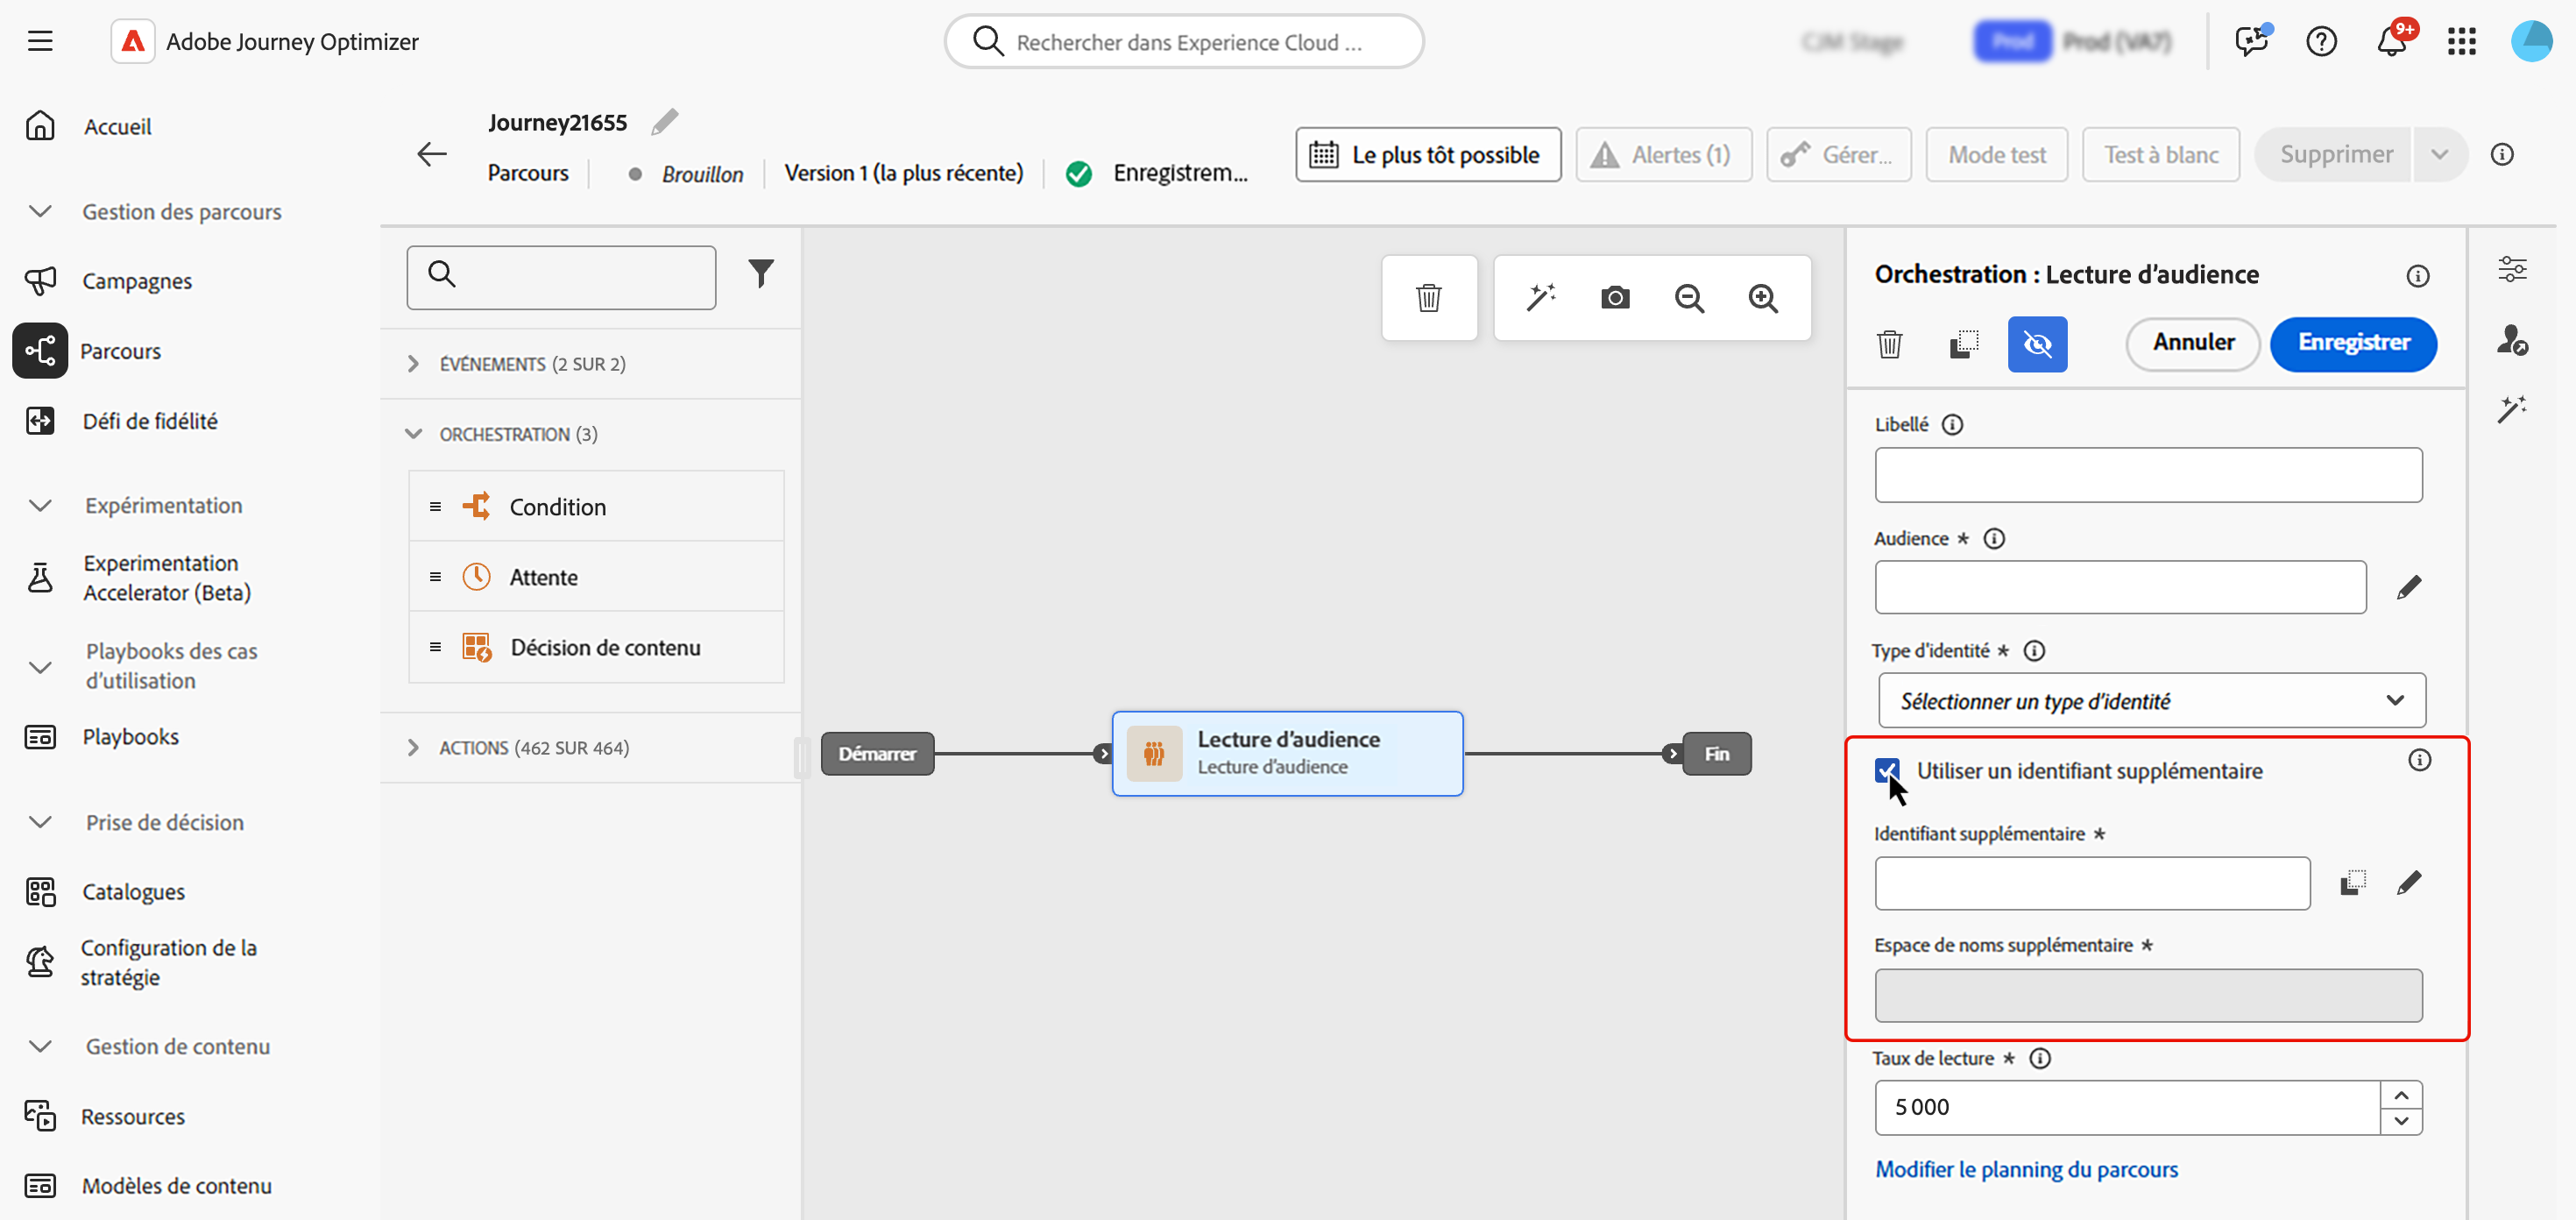 Adobe Journey Optimizer
Rechercher dans Experience Cloud ...
CJM Stage
Prod
Prod (VA7)
9+
Accueil
Gestion des parcours
Campagnes
Parcours
Défi de fidélité
Expérimentation
Experimentation
Accelerator (Beta)
Playbooks des cas
d'utilisation
Playbooks
Prise de décision
Catalogues
Configuration de la
stratégie
Gestion de contenu
Ressources
Modèles de contenu
Journey21655
Parcours
Brouillon
Version 1 (la plus récente)
Enregistrem...
Le plus tôt possible
Alertes (1)
Gérer...
Mode test
Test à blanc
Supprimer
ÉVÉNEMENTS (2 SUR 2)
ORCHESTRATION (3)
Condition
Attente
Décision de contenu
ACTIONS (462 SUR 464)
Démarrer
Lecture d'audience
Lecture d'audience
Fin
Orchestration : Lecture d'audience
Annuler
Enregistrer
Libellé
Audience *
Type d'identité *
Sélectionner un type d'identité
Utiliser un identifiant supplémentaire
Identifiant supplémentaire *
Espace de noms supplémentaire *
Taux de lecture *
5 000
Modifier le planning du parcours